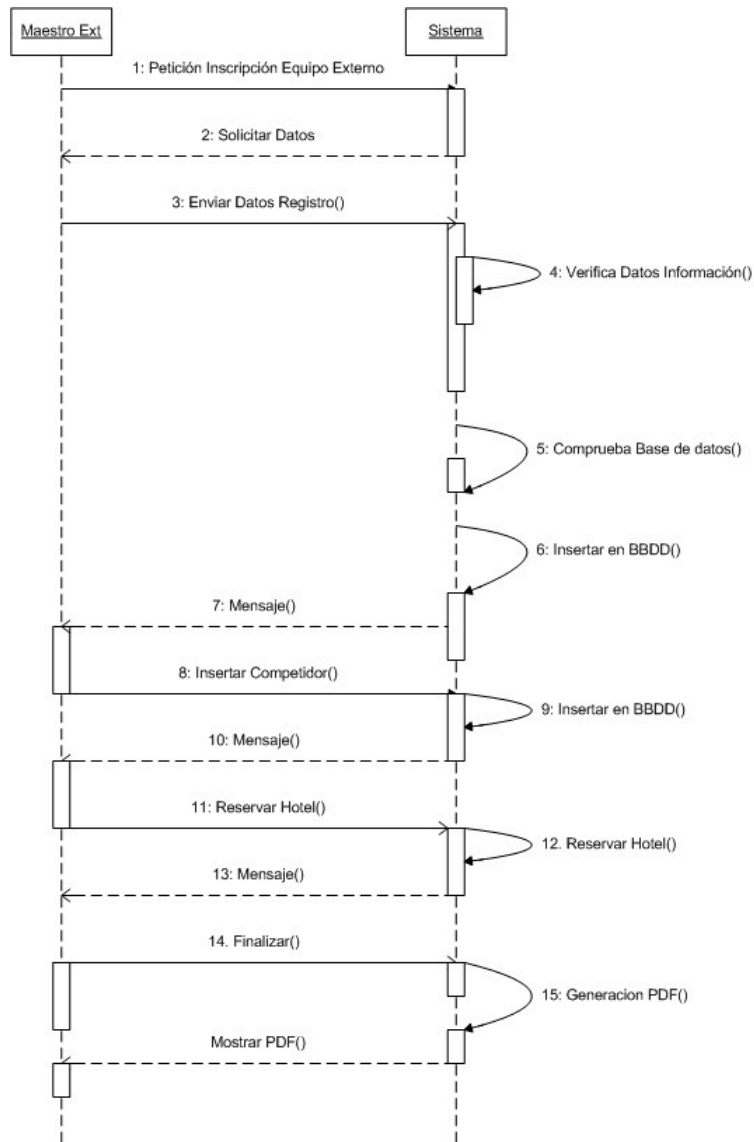 Maestro Ext
Sistema
1: Petición Inscripción Equipo Externo
2: Solicitar Datos
3: Enviar Datos Registro()
4: Verifica Datos Información()
5: Comprueba Base de datos()
6: Insertar en BBDD()
7: Mensaje()
8: Insertar Competidor()
9: Insertar en BBDD()
10: Mensaje()
11: Reservar Hotel()
12. Reservar Hotel()
13: Mensaje()
14. Finalizar()
15: Generacion PDF()
Mostrar PDF()